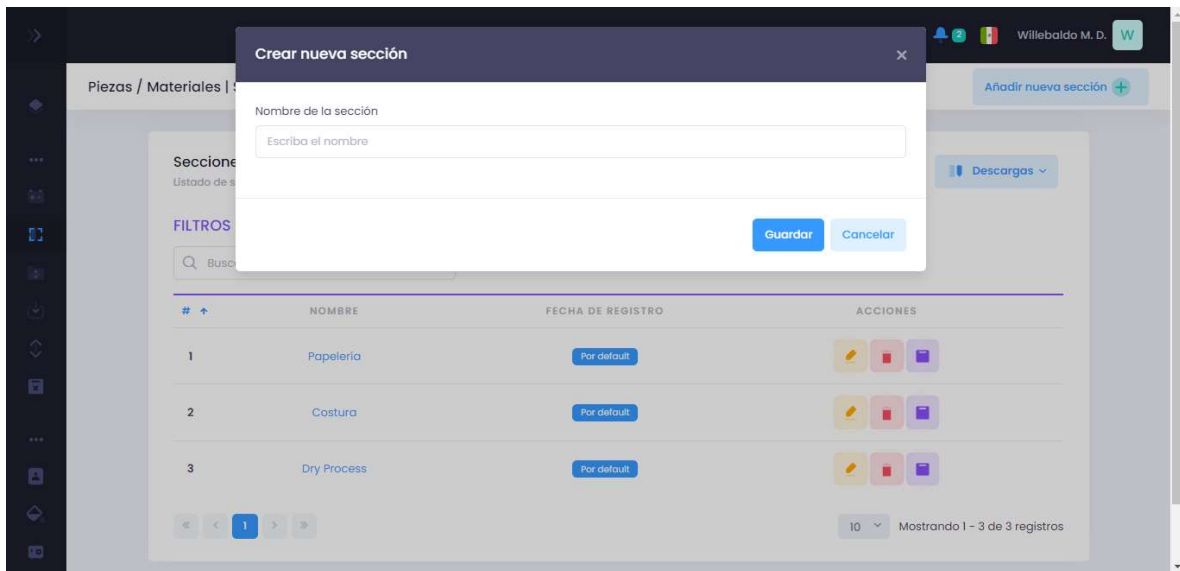 Crear nueva sección
2
Willebaldo M. D.
W
Piezas / Materiales |
Añadir nueva sección
Nombre de la sección
Escriba el nombre
Listado de
Descargas
FILTROS
Guardar
Cancelar
#
NOMBRE
FECHA DE REGISTRO
ACCIONES
1
Papelería
Por default
2
Costura
Por default
3
Dry Process
Por default
1
10
Mostrando 1 - 3 de 3 registros